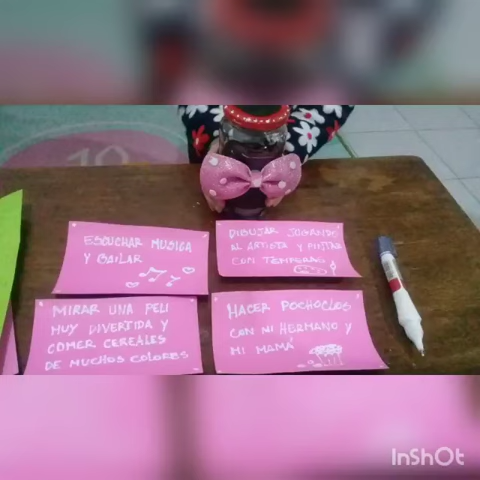 ESCUCHAR MUSICA
Y BAILAR
DIBUJAR JUGANDO
AL ARTISTA Y PINTAR
CON TEMPERAS
MIRAR UNA PELI
MUY DIVERTIDA Y
COMER CEREALES
DE MUCHOS COLORES
HACER POCHOCLOS
CON MI HERMANO Y
MI MAMÁ
InShOt